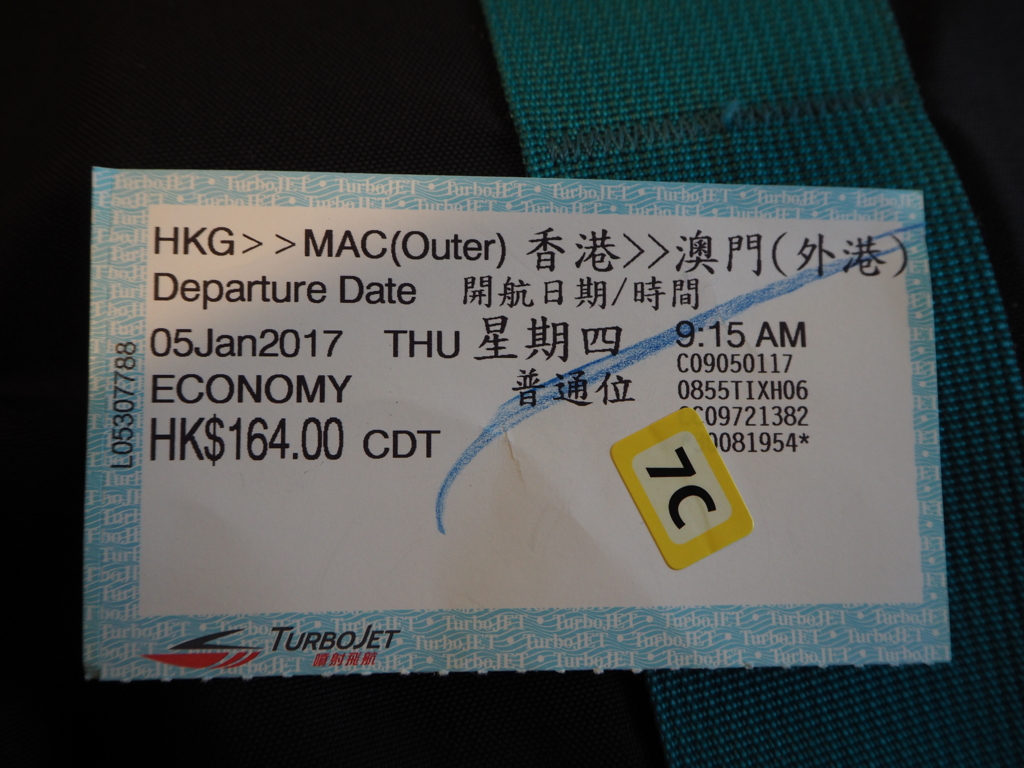 HKG>>MAC(Outer) 香港>>澳門(外港)
Departure Date 開航日期/時間
05Jan2017 THU 星期四 9:15 AM
C09050117
ECONOMY 普通位 0855TIXH06
C09721382
HK$164.00 CDT 0081954*
7C
L05307788
TURBOJET
噴射飛航